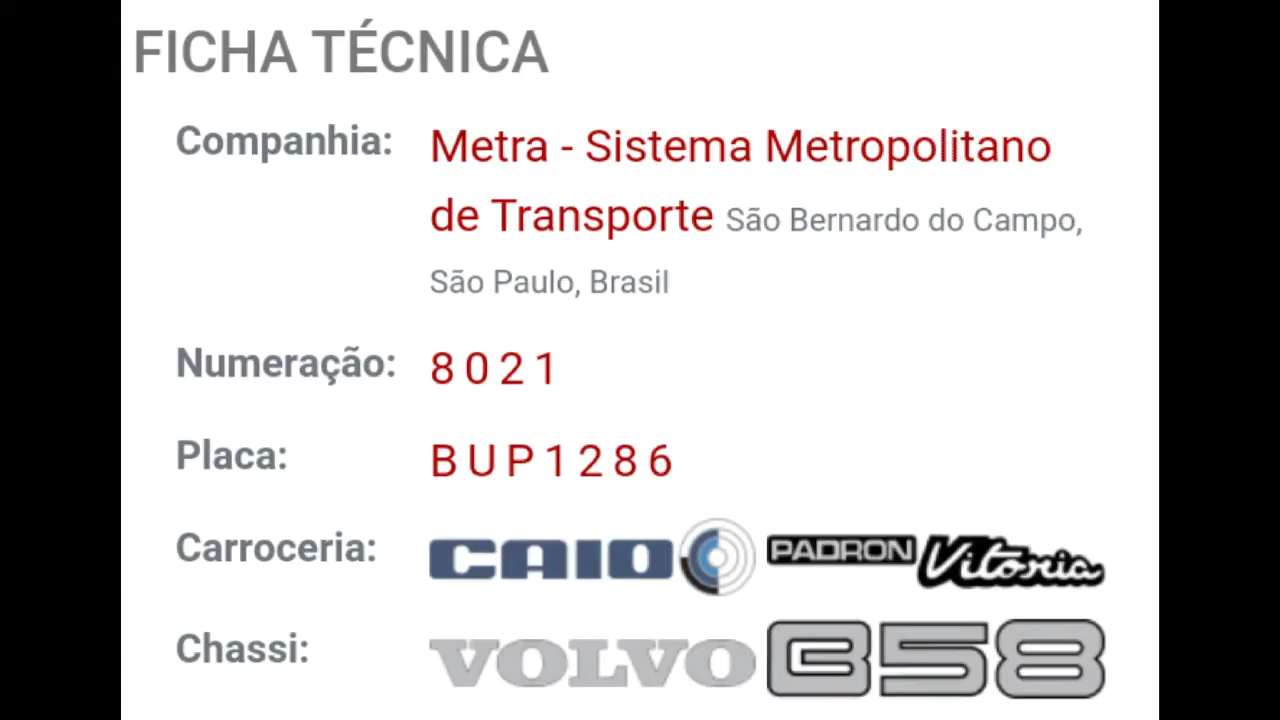 FICHA TÉCNICA
Companhia: Metra - Sistema Metropolitano
de Transporte São Bernardo do Campo,
São Paulo, Brasil
Numeração: 8021
Placa: BUP1286
Carroceria: CAIO PADRON Vitória
Chassi: VOLVO B58